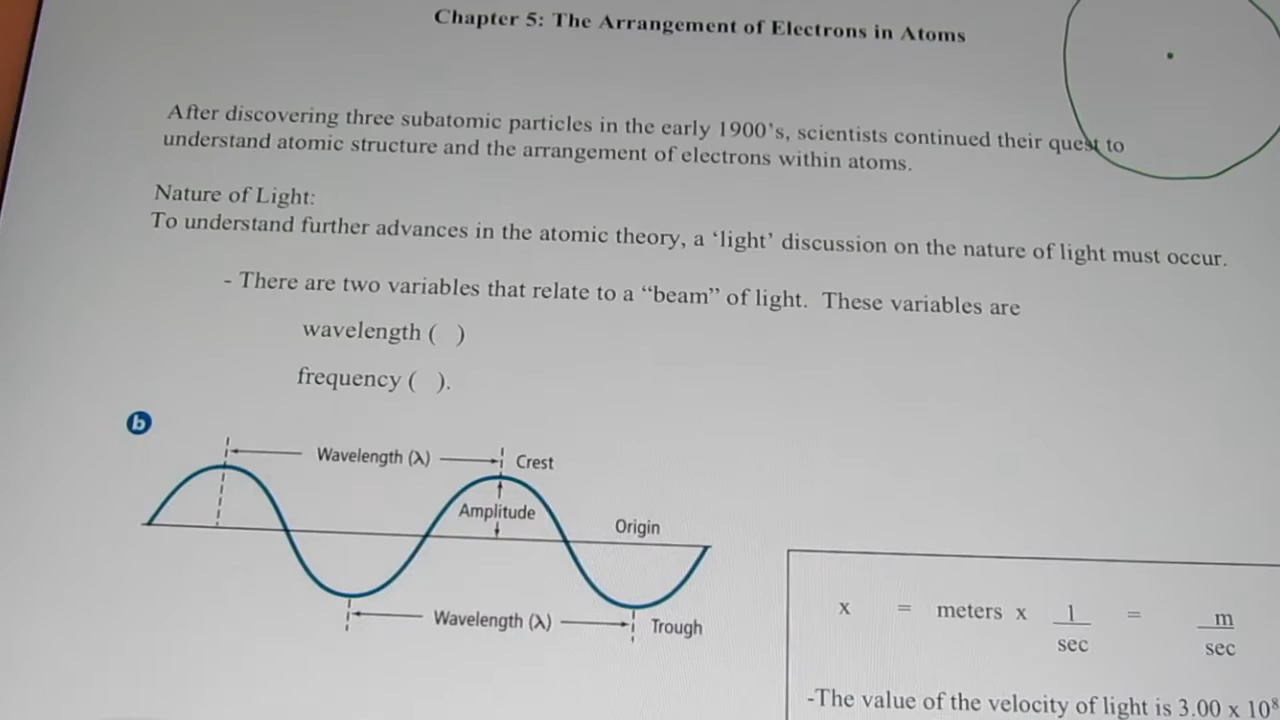 Chapter 5: The Arrangement of Electrons in Atoms
After discovering three subatomic particles in the early 1900's, scientists continued their quest to
understand atomic structure and the arrangement of electrons within atoms.
Nature of Light:
To understand further advances in the atomic theory, a 'light' discussion on the nature of light must occur.
- There are two variables that relate to a “beam” of light. These variables are
wavelength ( )
frequency ( ).
b
Wavelength (λ)
Crest
Amplitude
Origin
Wavelength (λ)
Trough
x = meters x 1 = m
sec sec
-The value of the velocity of light is 3.00 x 10⁸